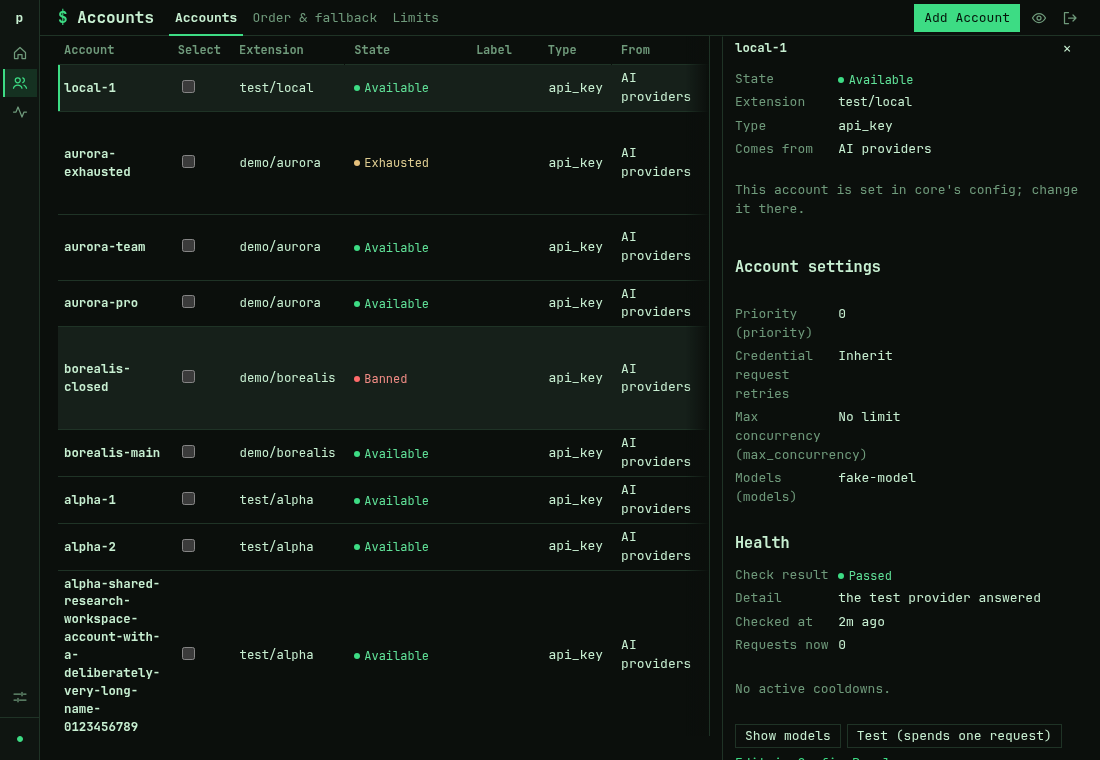 p
$ Accounts
Accounts
Order & fallback
Limits
Add Account
Account Select Extension State Label Type From
local-1 test/local Available api_key AI providers
aurora-exhausted demo/aurora Exhausted api_key AI providers
aurora-team demo/aurora Available api_key AI providers
aurora-pro demo/aurora Available api_key AI providers
borealis-closed demo/borealis Banned api_key AI providers
borealis-main demo/borealis Available api_key AI providers
alpha-1 test/alpha Available api_key AI providers
alpha-2 test/alpha Available api_key AI providers
alpha-shared-research-workspace-account-with-a-deliberately-very-long-name-0123456789 test/alpha Available api_key AI providers
local-1 ×
State Available
Extension test/local
Type api_key
Comes from AI providers
This account is set in core's config; change
it there.
Account settings
Priority (priority) 0
Credential request retries Inherit
Max concurrency (max_concurrency) No limit
Models (models) fake-model
Health
Check result Passed
Detail the test provider answered
Checked at 2m ago
Requests now 0
No active cooldowns.
Show models
Test (spends one request)